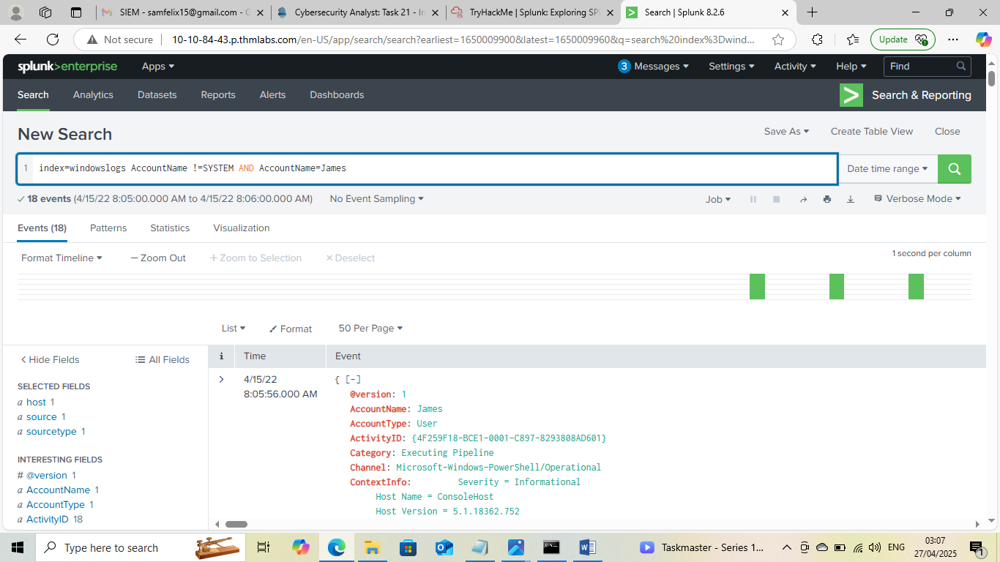 SIEM - samfelix15@gmail.com - G
Cybersecurity Analyst: Task 21 - In
TryHackMe | Splunk: Exploring SP
Search | Splunk 8.2.6
Not secure
10-10-84-43.p.thmlabs.com/en-US/app/search/search?earliest=1650009900&latest=1650009960&q=search%20index%3Dwind...
Update
splunk>enterprise
Apps
3 Messages
Settings
Activity
Help
Find
Search
Analytics
Datasets
Reports
Alerts
Dashboards
Search & Reporting
New Search
Save As
Create Table View
Close
1 index=windowslogs AccountName !=SYSTEM AND AccountName=James
Date time range
18 events (4/15/22 8:05:00.000 AM to 4/15/22 8:06:00.000 AM)
No Event Sampling
Job
Verbose Mode
Events (18)
Patterns
Statistics
Visualization
Format Timeline
— Zoom Out
+ Zoom to Selection
× Deselect
1 second per column
List
Format
50 Per Page
< Hide Fields
All Fields
i
Time
Event
SELECTED FIELDS
a host 1
a source 1
a sourcetype 1
INTERESTING FIELDS
# @version 1
a AccountName 1
a AccountType 1
a ActivityID 18
>
4/15/22
8:05:56.000 AM
{ [-]
@version: 1
AccountName: James
AccountType: User
ActivityID: {4F259F18-BCE1-0001-C897-8293808AD601}
Category: Executing Pipeline
Channel: Microsoft-Windows-PowerShell/Operational
ContextInfo: Severity = Informational
Host Name = ConsoleHost
Host Version = 5.1.18362.752
Type here to search
Taskmaster - Series 1...
ENG
03:07
27/04/2025
1